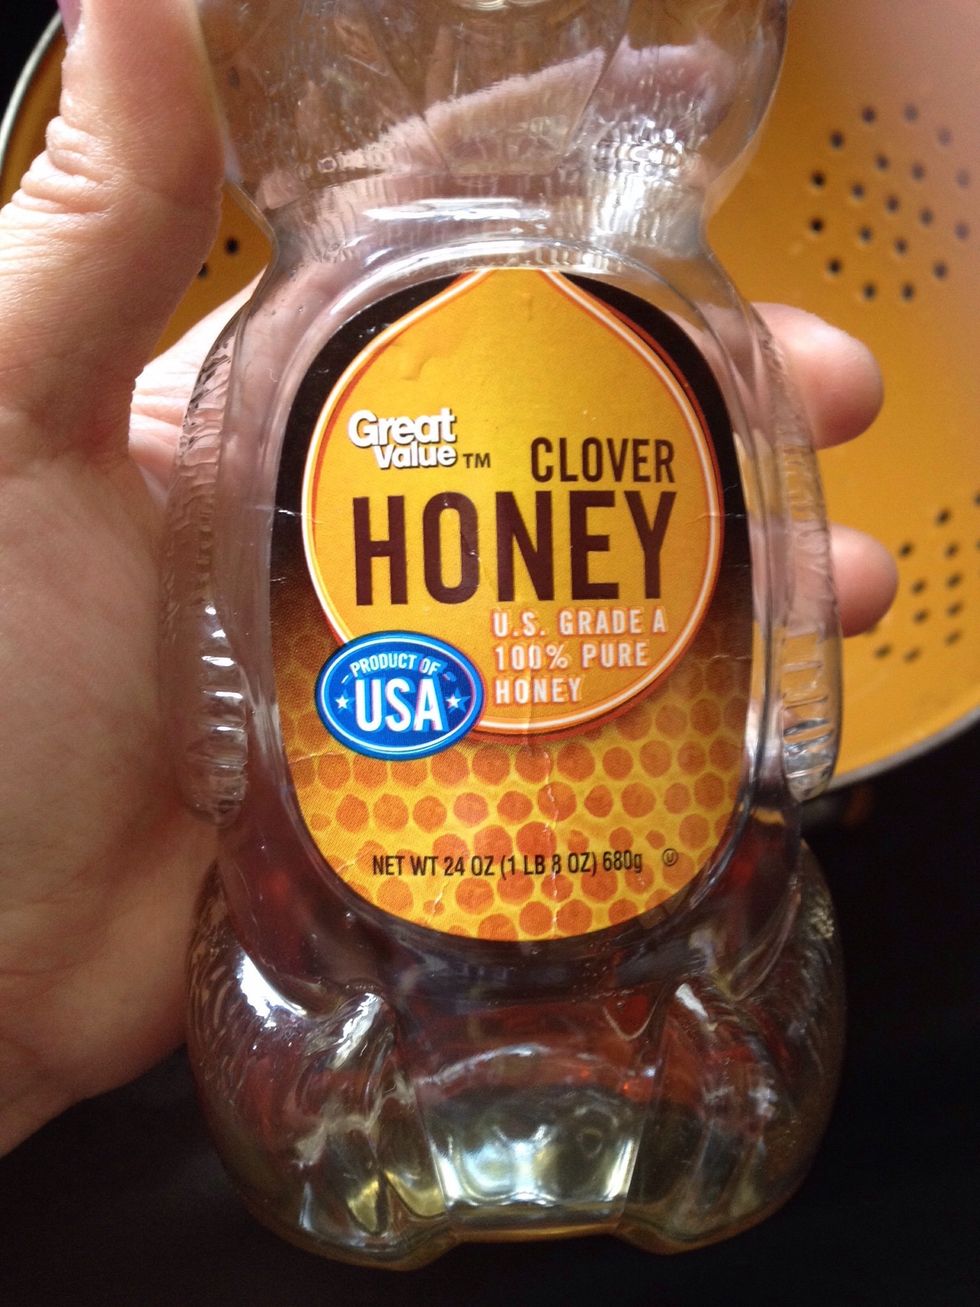 Great
Value™
CLOVER
HONEY
U.S. GRADE A
100% PURE
HONEY
PRODUCT OF
USA
NET WT 24 OZ (1 LB 8 OZ) 680g Ⓤ